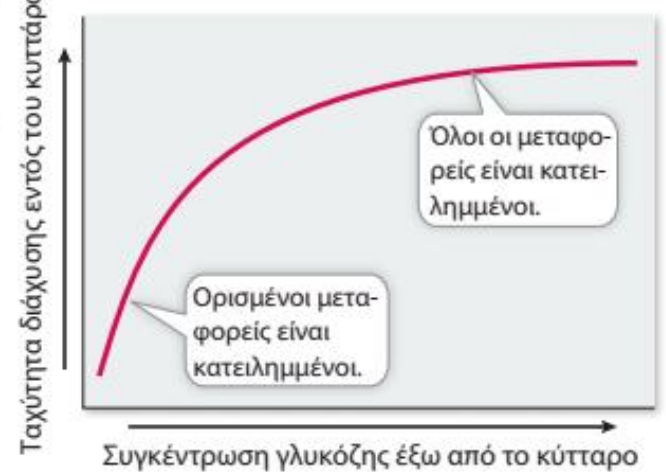 Ταχύτητα διάχυσης εντός του κυττάρο
Όλοι οι μεταφο-
ρείς είναι κατει-
λημμένοι.
Ορισμένοι μετα-
φορείς είναι
κατειλημμένοι.
Συγκέντρωση γλυκόζης έξω από το κύτταρο